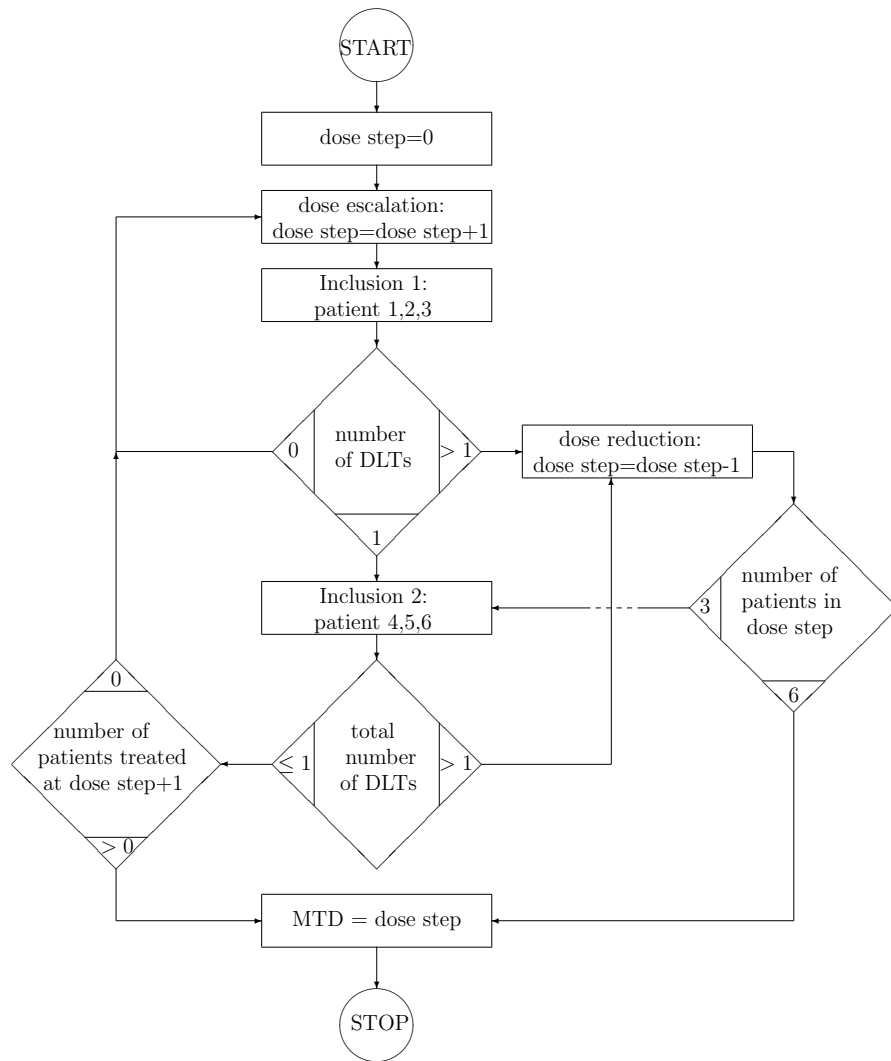 START
dose step=0
dose escalation:
dose step=dose step+1
Inclusion 1:
patient 1,2,3
number
of DLTs
0
> 1
1
dose reduction:
dose step=dose step-1
number of
patients in
dose step
3
6
Inclusion 2:
patient 4,5,6
total
number
of DLTs
≤ 1
> 1
0
number of
patients treated
at dose step+1
> 0
MTD = dose step
STOP